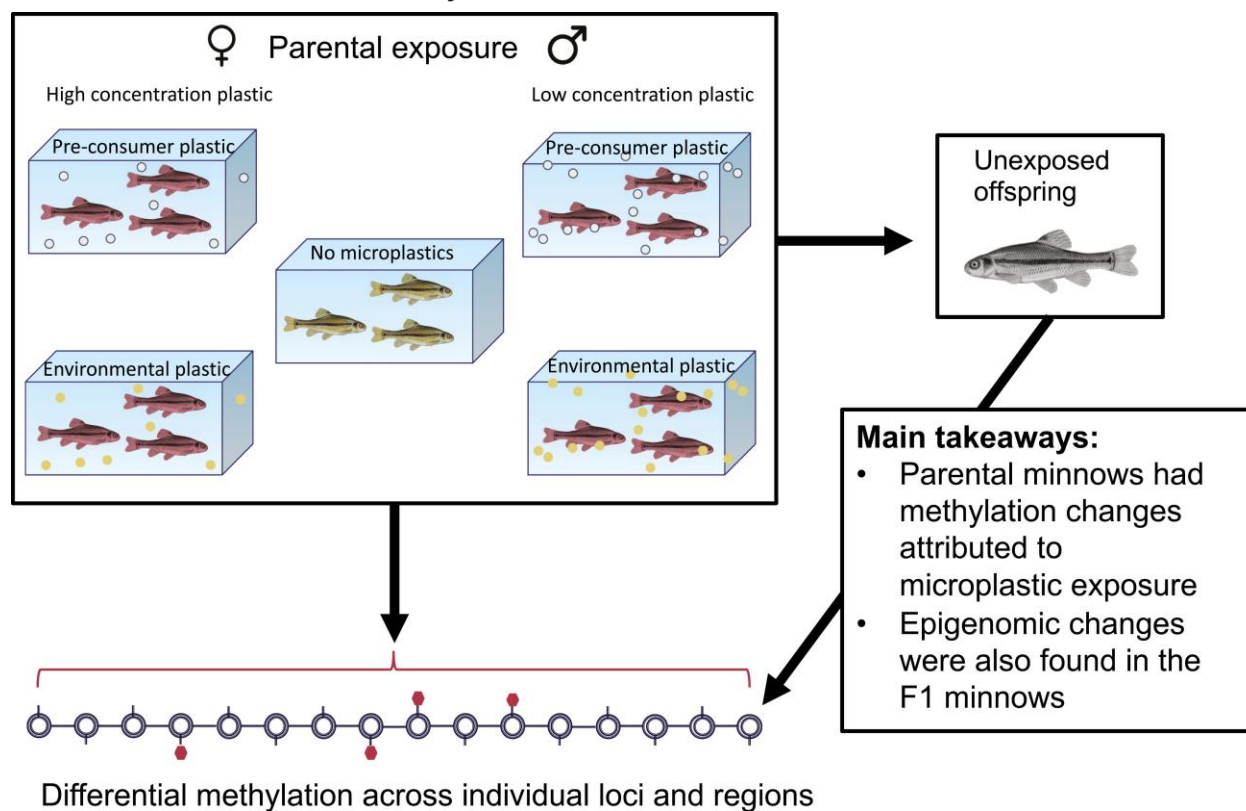 ♀ Parental exposure ♂
High concentration plastic
Low concentration plastic
Pre-consumer plastic
Pre-consumer plastic
No microplastics
Environmental plastic
Environmental plastic
Unexposed
offspring
Main takeaways:
• Parental minnows had
methylation changes
attributed to
microplastic exposure
• Epigenomic changes
were also found in the
F1 minnows
Differential methylation across individual loci and regions